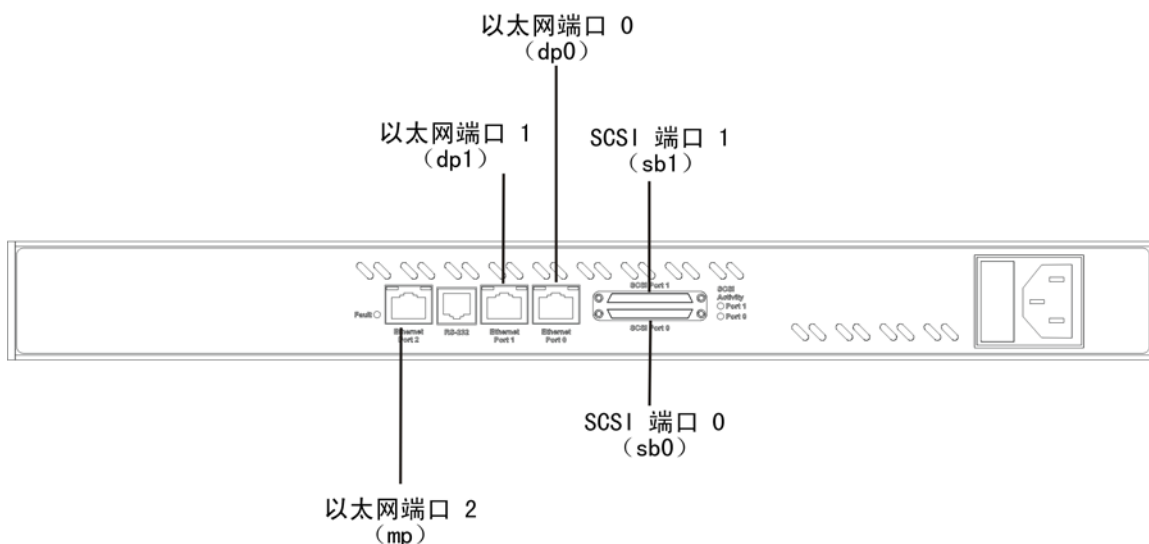 以太网端口 0
（dp0）
以太网端口 1
（dp1）
SCSI 端口 1
（sb1）
SCSI Port 1
SCSI
Activity
Port 1
Port 0
Fault
Ethernet
Port 2
RS-232
Ethernet
Port 1
Ethernet
Port 0
SCSI Port 0
SCSI 端口 0
（sb0）
以太网端口 2
（mp）